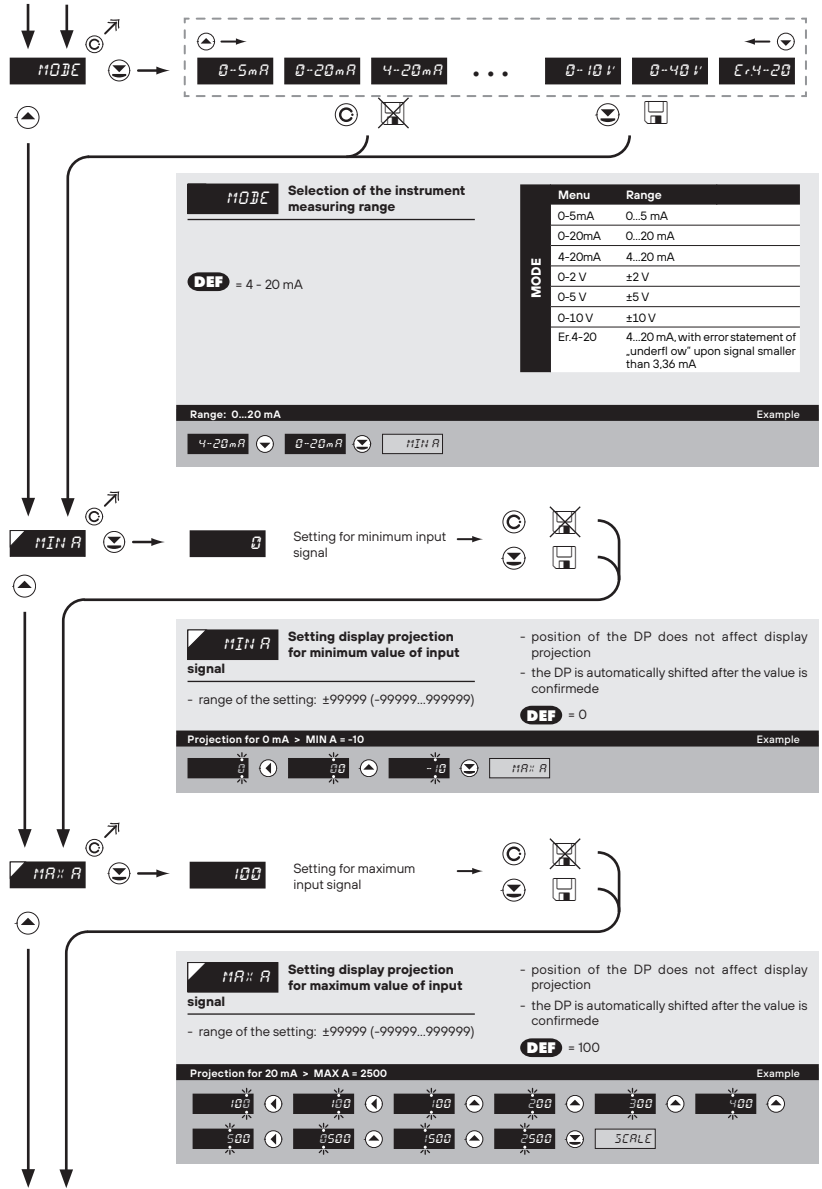 MODE
0-5mA 0-20mA 4-20mA ... 0-10V 0-40V Er.4-20
MODE
Selection of the instrument
measuring range
DEF = 4 - 20 mA
MODE
Menu Range
0-5mA 0...5 mA
0-20mA 0...20 mA
4-20mA 4...20 mA
0-2 V ±2 V
0-5 V ±5 V
0-10 V ±10 V
Er.4-20 4...20 mA, with error statement of
„underfl ow" upon signal smaller
than 3,36 mA
Range: 0...20 mA Example
4-20mA 0-20mA MIN A
MIN A
0
Setting for minimum input
signal
MIN A
Setting display projection
for minimum value of input
signal
- range of the setting: ±99999 (-99999...999999)
- position of the DP does not affect display
projection
- the DP is automatically shifted after the value is
confirmede
DEF = 0
Projection for 0 mA > MIN A = -10 Example
0 00 -10 MAX A
MAX A
100
Setting for maximum
input signal
MAX A
Setting display projection
for maximum value of input
signal
- range of the setting: ±99999 (-99999...999999)
- position of the DP does not affect display
projection
- the DP is automatically shifted after the value is
confirmede
DEF = 100
Projection for 20 mA > MAX A = 2500 Example
100 100 100 200 300 400
500 0500 1500 2500 SCALE